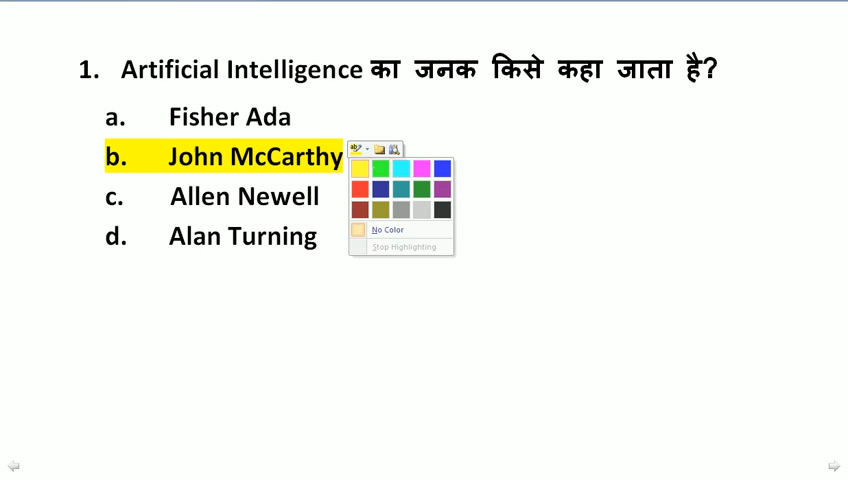 1. Artificial Intelligence का जनक किसे कहा जाता है?
a. Fisher Ada
b. John McCarthy
c. Allen Newell
d. Alan Turning
No Color
Stop Highlighting